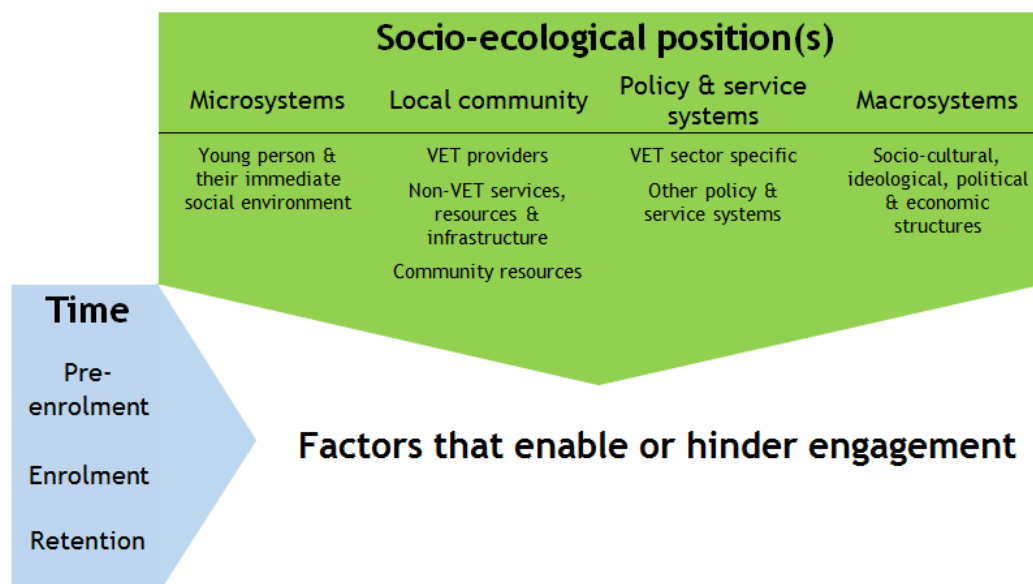 Socio-ecological position(s)
Microsystems
Local community
Policy & service
systems
Macrosystems
Young person &
their immediate
social environment
VET providers
Non-VET services,
resources &
infrastructure
Community resources
VET sector specific
Other policy &
service systems
Socio-cultural,
ideological, political
& economic
structures
Time
Pre-
enrolment
Enrolment
Retention
Factors that enable or hinder engagement